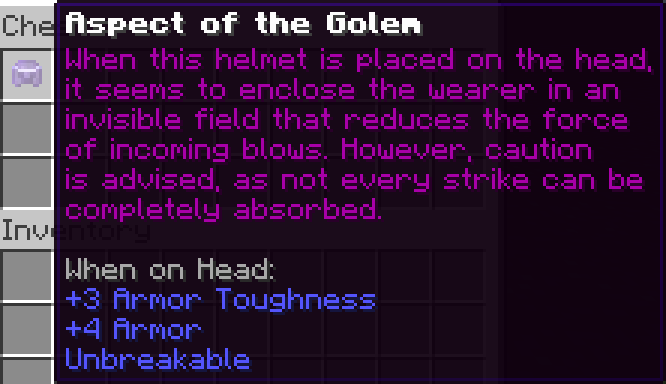 Che
Aspect of the Golem
When this helmet is placed on the head,
it seems to enclose the wearer in an
invisible field that reduces the force
of incoming blows. However, caution
is advised, as not every strike can be
completely absorbed.
Inventory
When on Head:
+3 Armor Toughness
+4 Armor
Unbreakable